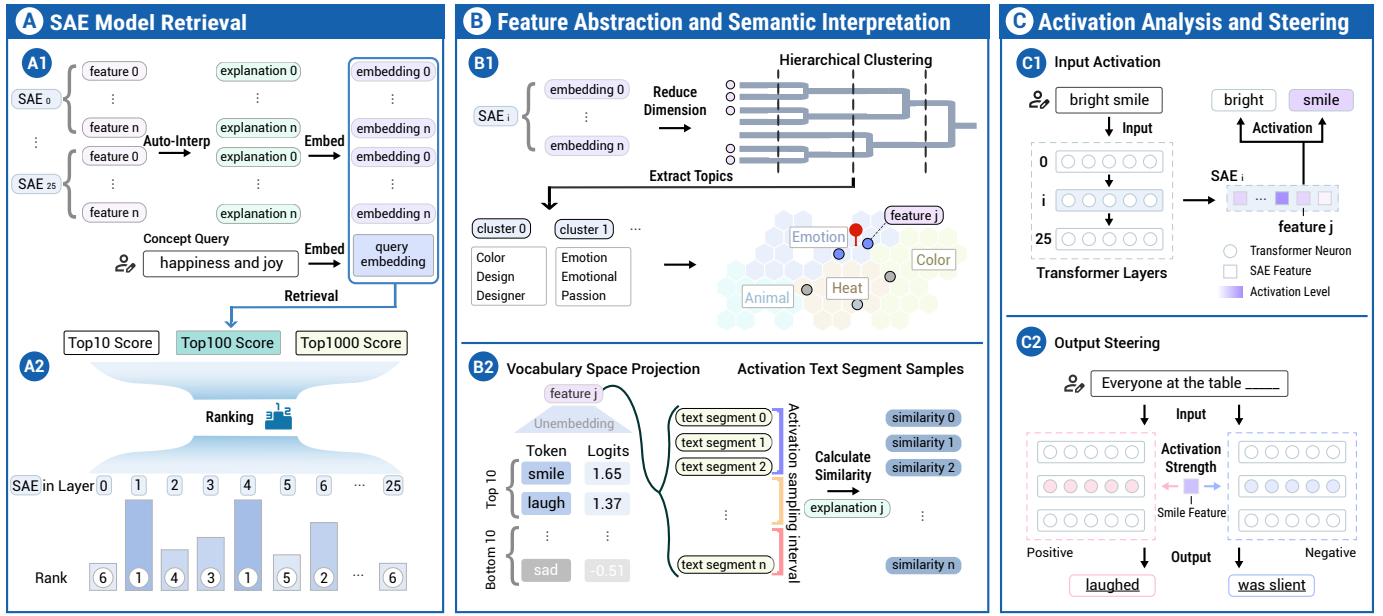 A SAE Model Retrieval
A1
feature 0
explanation 0
embedding 0
SAE 0
⋮
⋮
⋮
feature n
explanation n
embedding n
⋮
Auto-Interp
Embed
feature 0
explanation 0
embedding 0
SAE 25
⋮
⋮
⋮
feature n
explanation n
embedding n
Concept Query
happiness and joy
Embed
query
embedding
Retrieval
Top10 Score
Top100 Score
Top1000 Score
A2
Ranking
SAE in Layer 0 1 2 3 4 5 6 ... 25
Rank 6 1 4 3 1 5 2 ... 6
B Feature Abstraction and Semantic Interpretation
B1
Hierarchical Clustering
SAE i
embedding 0
⋮
embedding n
Reduce
Dimension
Extract Topics
cluster 0
cluster 1
...
Color
Design
Designer
Emotion
Emotional
Passion
feature j
Emotion
Color
Heat
Animal
B2
Vocabulary Space Projection
feature j
Unembedding
Token Logits
Top 10
smile 1.65
laugh 1.37
⋮ ⋮
Bottom 10
sad -0.51
Activation Text Segment Samples
text segment 0
text segment 1
text segment 2
⋮
text segment n
Activation sampling interval
Calculate
Similarity
explanation j
similarity 0
similarity 1
similarity 2
⋮
similarity n
C Activation Analysis and Steering
C1 Input Activation
bright smile
Input
0
i
25
Transformer Layers
bright
smile
Activation
SAE i
...
feature j
Transformer Neuron
SAE Feature
Activation Level
C2 Output Steering
Everyone at the table _____
Input
Activation
Strength
Smile Feature
Positive
Output
Negative
laughed
was slient